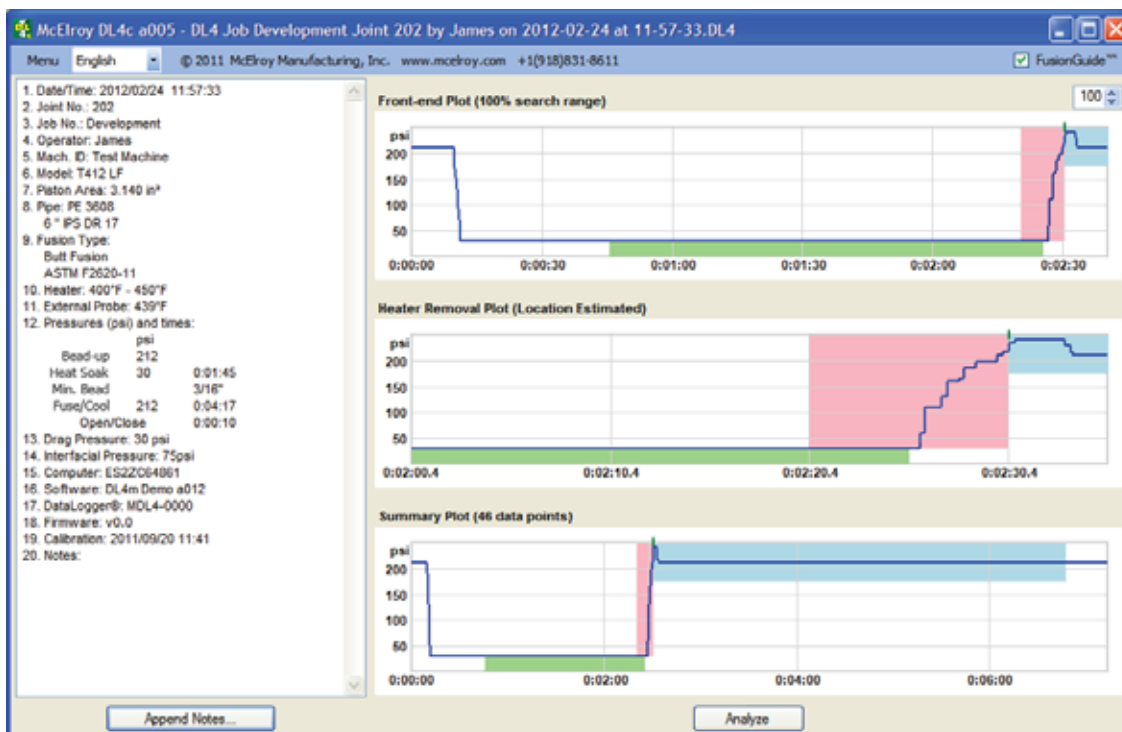 McElroy DL4c a005 - DL4 Job Development Joint 202 by James on 2012-02-24 at 11-57-33.DL4
Menu English © 2011 McElroy Manufacturing, Inc. www.mcelroy.com +1(918)831-8611 FusionGuide™
1. Date/Time: 2012/02/24 11:57:33
2. Joint No.: 202
3. Job No.: Development
4. Operator: James
5. Mach. ID: Test Machine
6. Model: T412 LF
7. Piston Area: 3.140 in²
8. Pipe: PE 3608
6 " IPS DR 17
9. Fusion Type:
Butt Fusion
ASTM F2620-11
10. Heater: 400°F - 450°F
11. External Probe: 439°F
12. Pressures (psi) and times:
psi
Bead-up 212
Heat Soak 30 0:01:45
Min. Bead 3/16"
Fuse/Cool 212 0:04:17
Open/Close 0:00:10
13. Drag Pressure: 30 psi
14. Interfacial Pressure: 75psi
15. Computer: ES2ZC64861
16. Software: DL4m Demo a012
17. DataLogger®: MDL4-0000
18. Firmware: v0.0
19. Calibration: 2011/09/20 11:41
20. Notes:
Append Notes...
Front-end Plot (100% search range)
100
psi
200
150
100
50
0:00:00 0:00:30 0:01:00 0:01:30 0:02:00 0:02:30
Heater Removal Plot (Location Estimated)
psi
200
150
100
50
0:02:00.4 0:02:10.4 0:02:20.4 0:02:30.4
Summary Plot (46 data points)
psi
200
150
100
50
0:00:00 0:02:00 0:04:00 0:06:00
Analyze